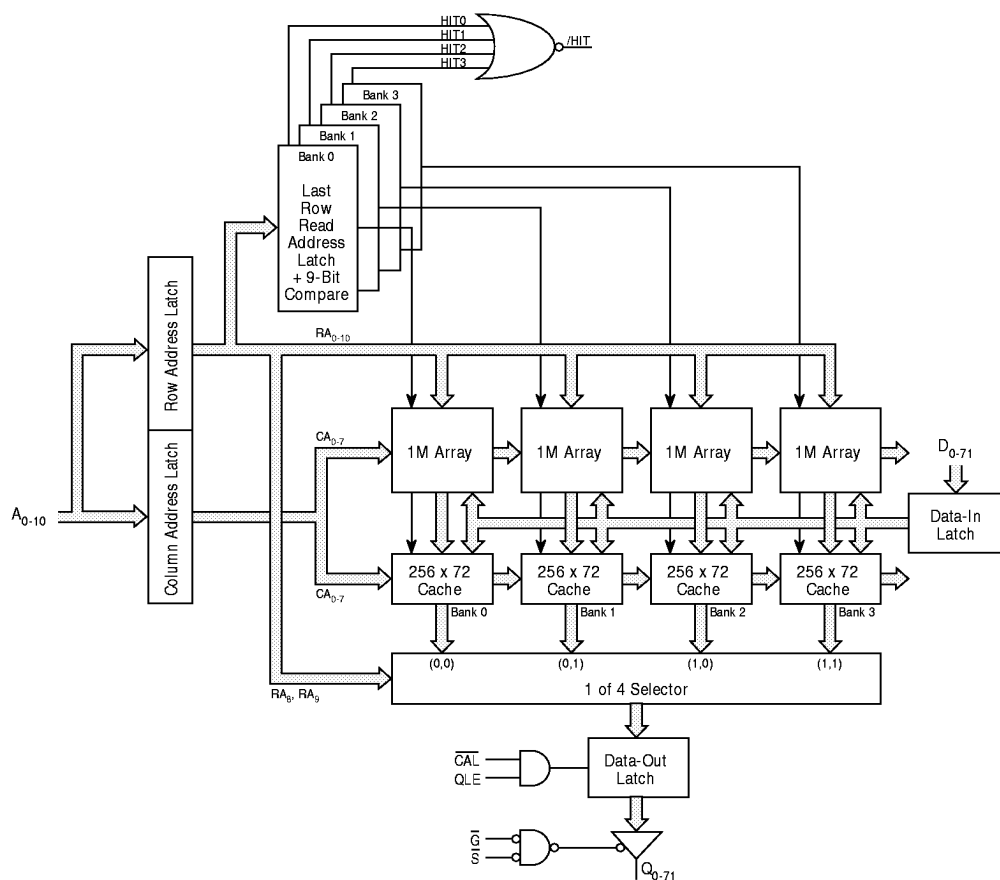 HIT0
HIT1
HIT2
HIT3
/HIT
Bank 3
Bank 2
Bank 1
Bank 0
Last
Row
Read
Address
Latch
+ 9-Bit
Compare
Row Address Latch
Column Address Latch
A0-10
RA0-10
CA0-7
1M Array
1M Array
1M Array
1M Array
D0-71
Data-In
Latch
CA0-7
256 x 72
Cache
256 x 72
Cache
256 x 72
Cache
256 x 72
Cache
Bank 0
Bank 1
Bank 2
Bank 3
(0,0)
(0,1)
(1,0)
(1,1)
1 of 4 Selector
RA8, RA9
CAL
QLE
Data-Out
Latch
G
S
Q0-71